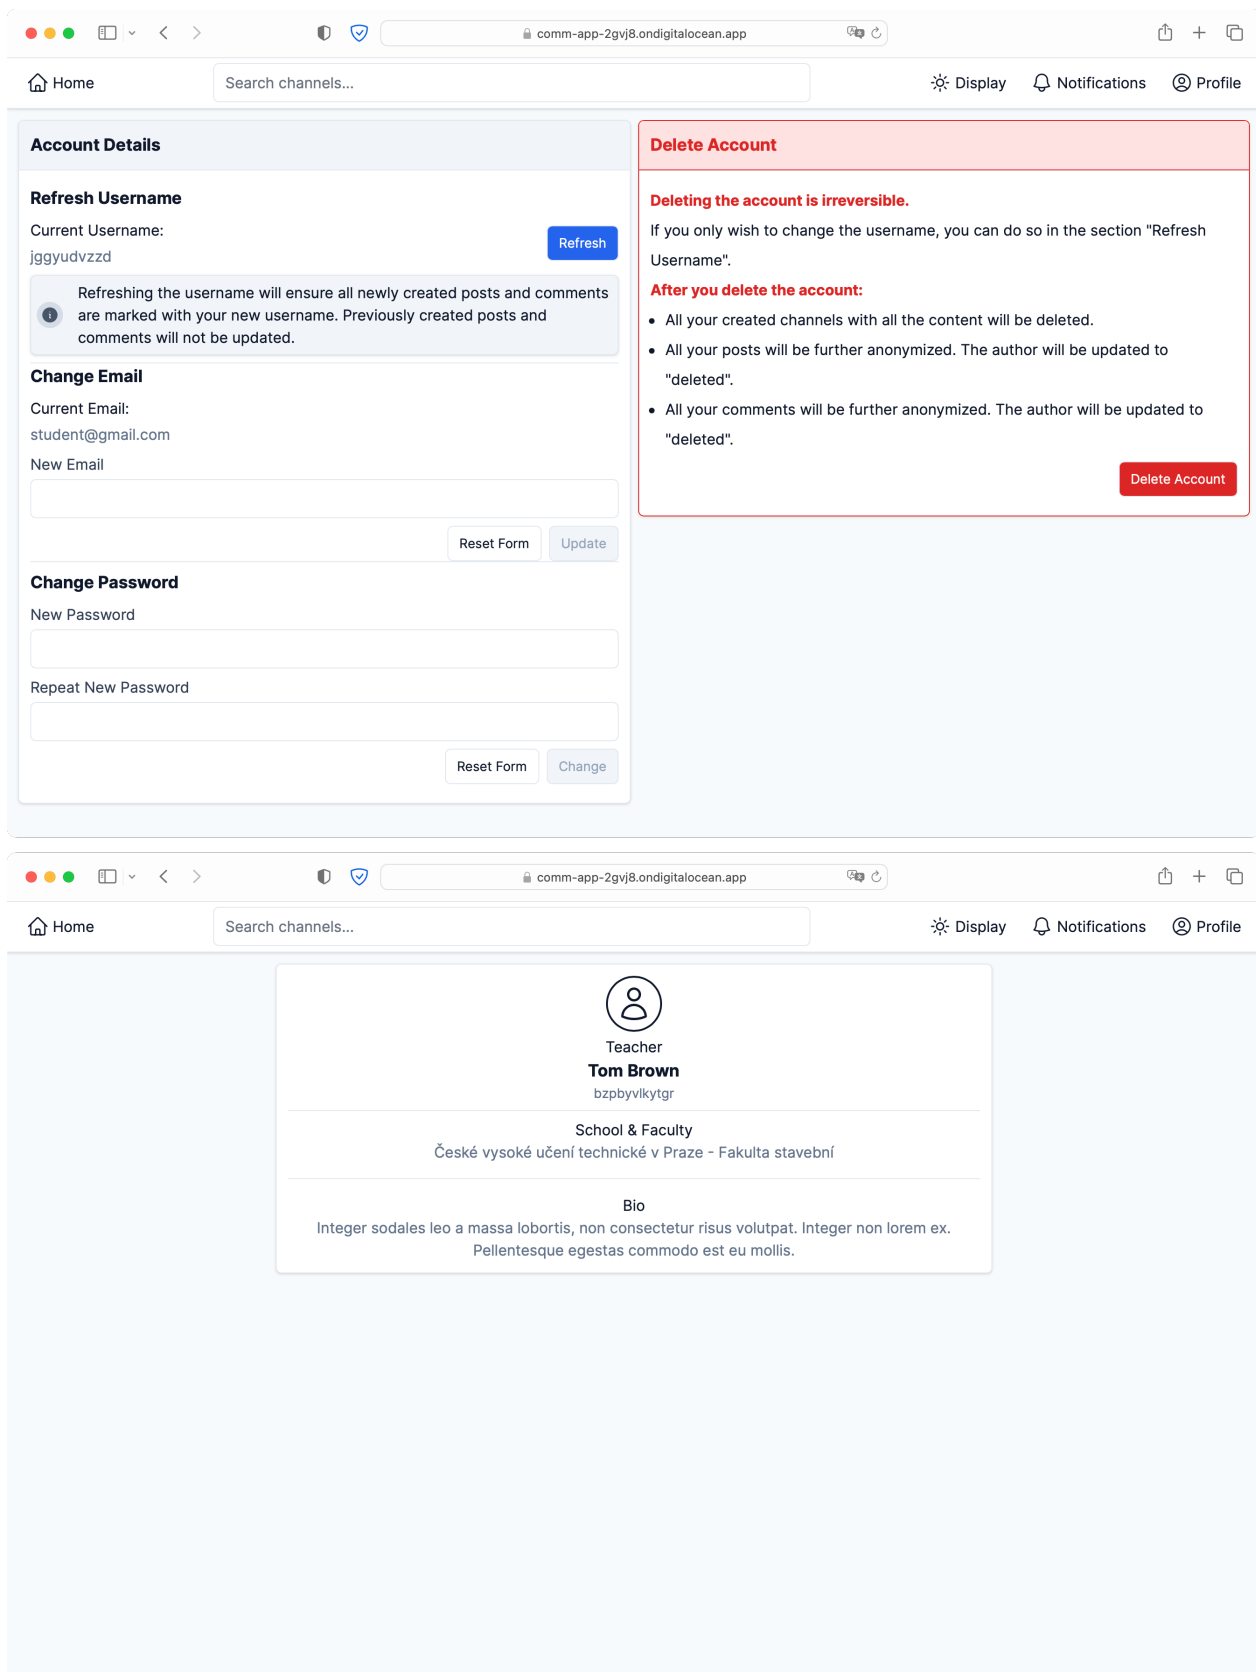 comm-app-2gvj8.ondigitalocean.app
Home
Search channels...
Display
Notifications
Profile
Account Details
Refresh Username
Current Username:
jggyudvzzd
Refresh
Refreshing the username will ensure all newly created posts and comments
are marked with your new username. Previously created posts and
comments will not be updated.
Change Email
Current Email:
student@gmail.com
New Email
Reset Form
Update
Change Password
New Password
Repeat New Password
Reset Form
Change
Delete Account
Deleting the account is irreversible.
If you only wish to change the username, you can do so in the section "Refresh
Username".
After you delete the account:
• All your created channels with all the content will be deleted.
• All your posts will be further anonymized. The author will be updated to
"deleted".
• All your comments will be further anonymized. The author will be updated to
"deleted".
Delete Account
comm-app-2gvj8.ondigitalocean.app
Home
Search channels...
Display
Notifications
Profile
Teacher
Tom Brown
bzpbyvlkytgr
School & Faculty
České vysoké učení technické v Praze - Fakulta stavební
Bio
Integer sodales leo a massa lobortis, non consectetur risus volutpat. Integer non lorem ex.
Pellentesque egestas commodo est eu mollis.